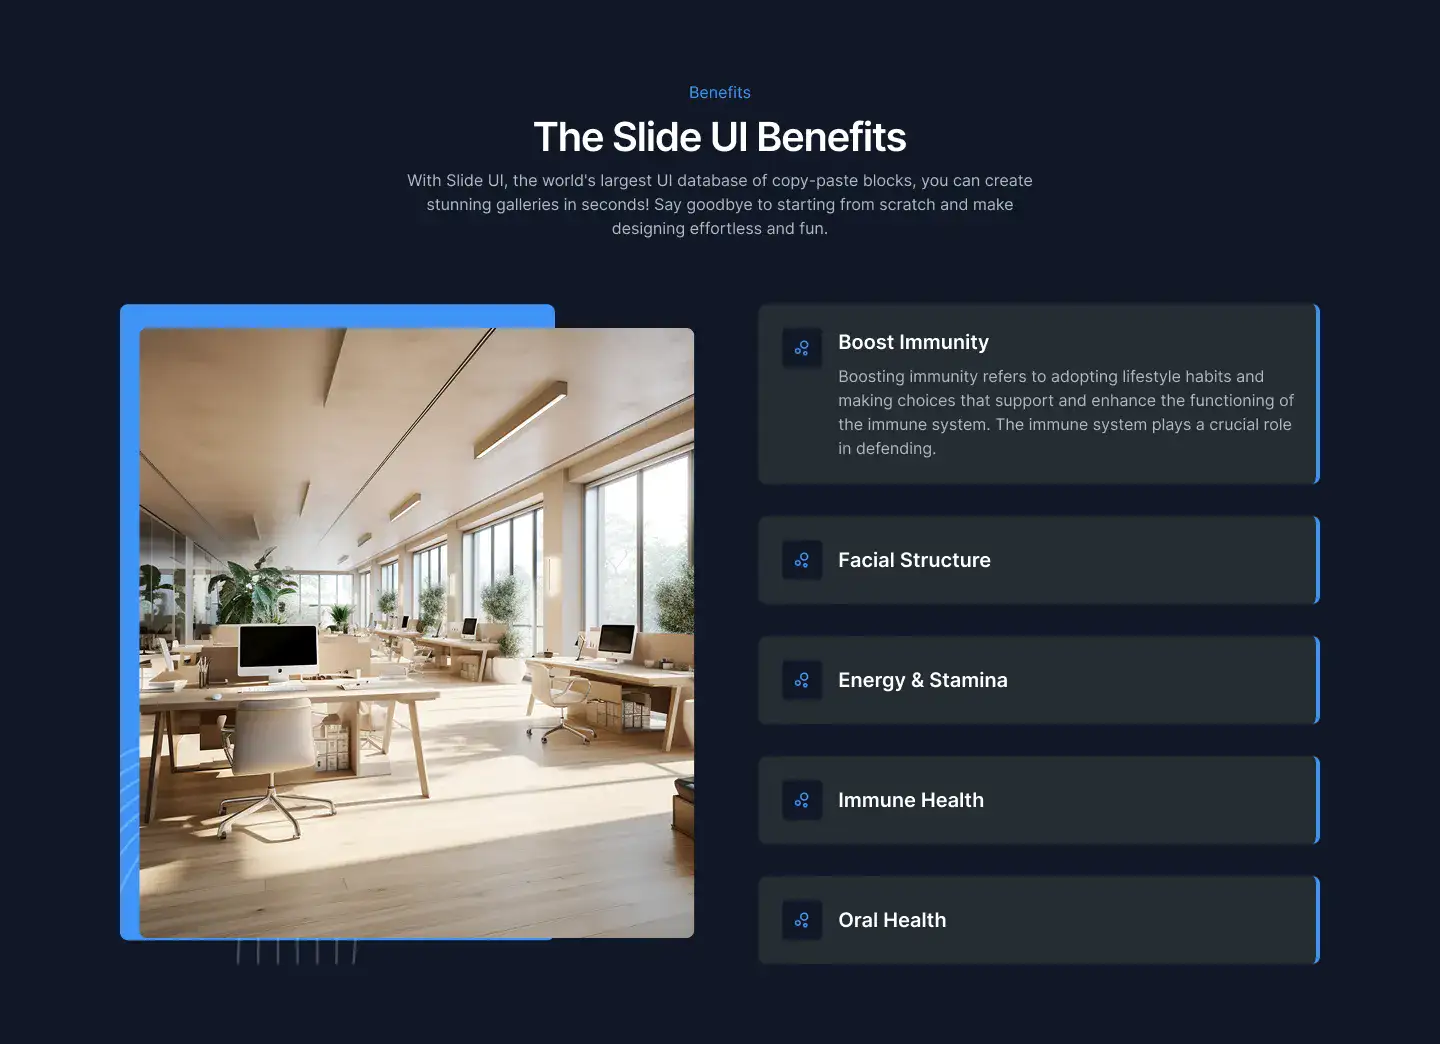 Benefits
The Slide UI Benefits
With Slide UI, the world's largest UI database of copy-paste blocks, you can create
stunning galleries in seconds! Say goodbye to starting from scratch and make
designing effortless and fun.
Boost Immunity
Boosting immunity refers to adopting lifestyle habits and
making choices that support and enhance the functioning of
the immune system. The immune system plays a crucial role
in defending.
Facial Structure
Energy & Stamina
Immune Health
Oral Health